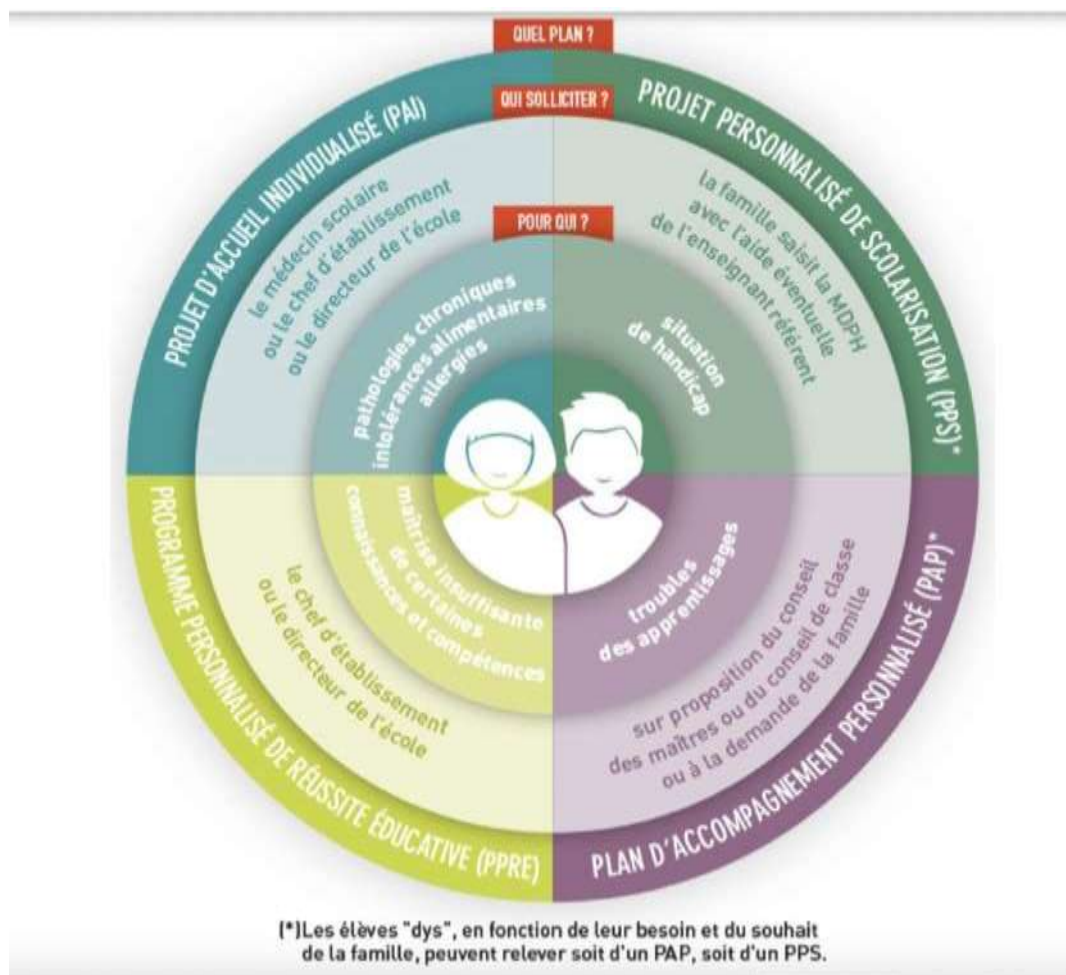 QUEL PLAN ?
QUI SOLLICITER ?
POUR QUI ?
PROJET D'ACCUEIL INDIVIDUALISÉ (PAI)
le médecin scolaire
ou le chef d'établissement
ou le directeur de l'école
pathologies chroniques
intolérances alimentaires
allergies
PROJET PERSONNALISÉ DE SCOLARISATION (PPS)*
la famille saisit la MDPH
avec l'aide éventuelle
de l'enseignant référent
situation
de handicap
PROGRAMME PERSONNALISÉ DE RÉUSSITE ÉDUCATIVE (PPRE)
le chef d'établissement
ou le directeur de l'école
maîtrise insuffisante
de certaines
connaissances et compétences
PLAN D'ACCOMPAGNEMENT PERSONNALISÉ (PAP)*
sur proposition du conseil
des maîtres ou du conseil de classe
ou à la demande de la famille
troubles
des apprentissages
(*)Les élèves "dys", en fonction de leur besoin et du souhait
de la famille, peuvent relever soit d'un PAP, soit d'un PPS.